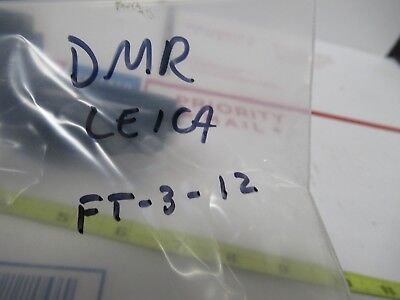 DMR
LEICA
FT-3-12
PRIORITY
MAIL